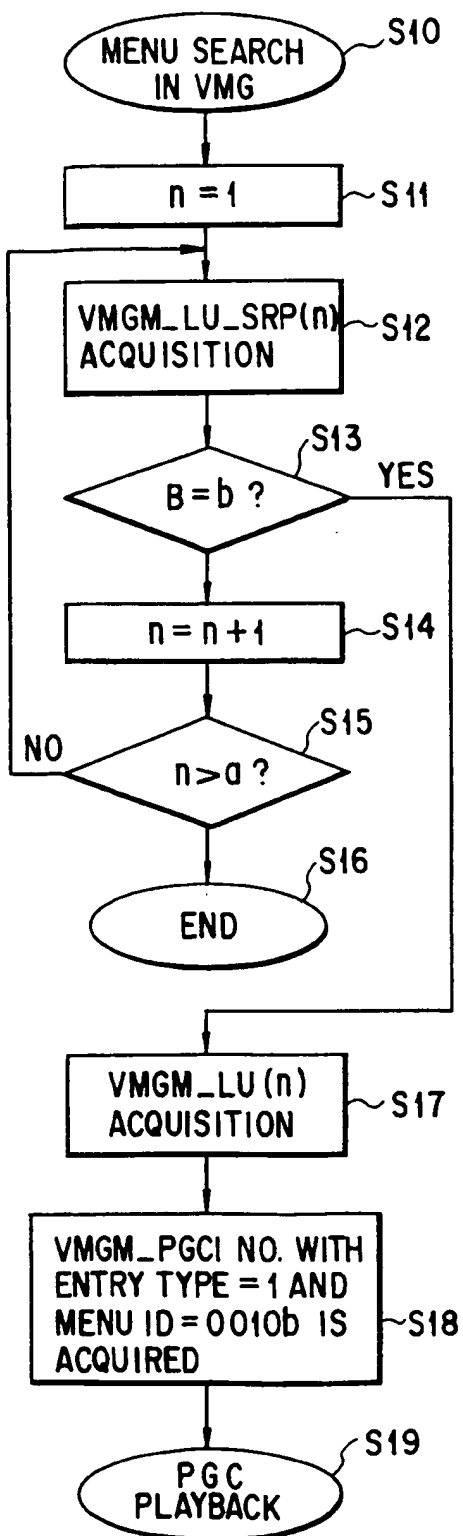 MENU SEARCH
IN VMG
S10
n = 1
S11
VMGM_LU_SRP(n)
ACQUISITION
S12
S13
B = b ?
YES
n = n + 1
S14
S15
NO
n > a ?
S16
END
VMGM_LU (n)
ACQUISITION
S17
VMGM_PGCI NO. WITH
ENTRY TYPE = 1 AND
MENU ID = 0010b IS
ACQUIRED
S18
S19
PGC
PLAYBACK